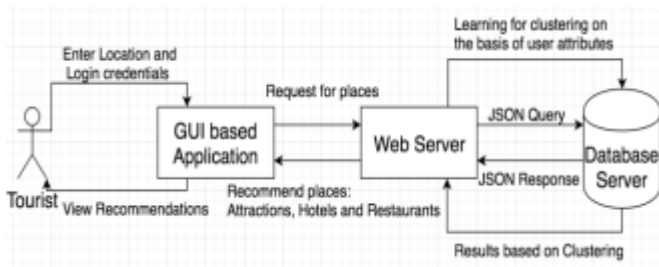 Learning for clustering on
the basis of user attributes
Enter Location and
Login credentials
Request for places
JSON Query
GUI based
Application
Web Server
Database
Server
JSON Response
Tourist
View Recommendations
Recommend places:
Attractions, Hotels and Restaurants
Results based on Clustering